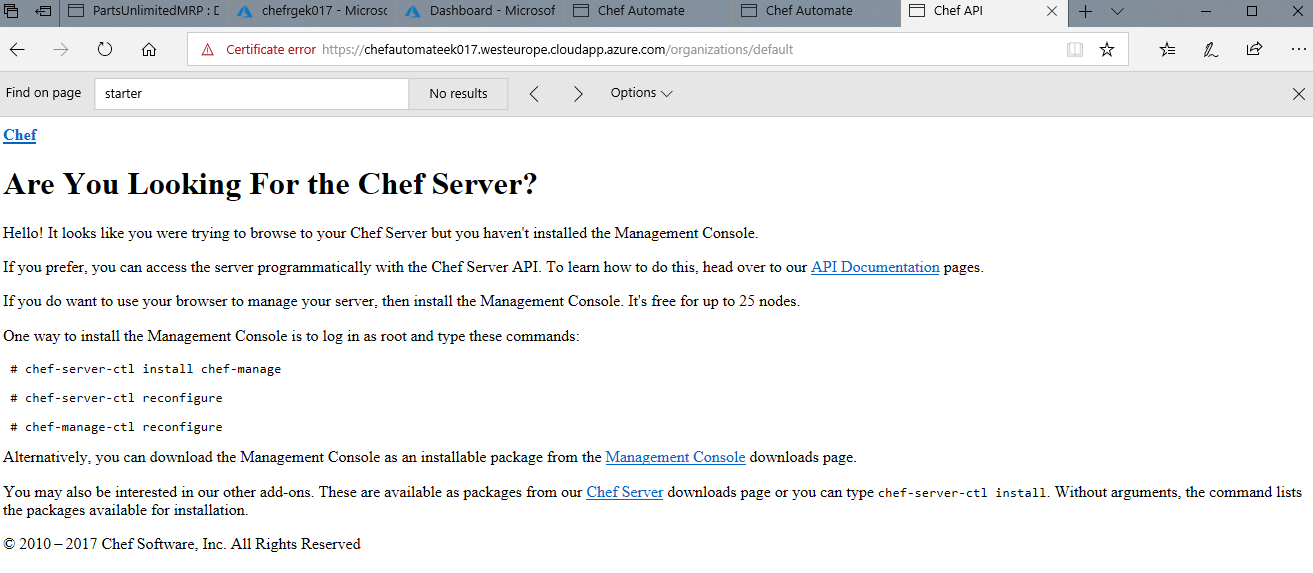 PartsUnlimitedMRP : D
chefrgek017 - Microso
Dashboard - Microsof
Chef Automate
Chef Automate
Chef API
Certificate error https://chefautomateek017.westeurope.cloudapp.azure.com/organizations/default
Find on page starter No results Options
Chef
Are You Looking For the Chef Server?
Hello! It looks like you were trying to browse to your Chef Server but you haven't installed the Management Console.
If you prefer, you can access the server programmatically with the Chef Server API. To learn how to do this, head over to our API Documentation pages.
If you do want to use your browser to manage your server, then install the Management Console. It's free for up to 25 nodes.
One way to install the Management Console is to log in as root and type these commands:
# chef-server-ctl install chef-manage
# chef-server-ctl reconfigure
# chef-manage-ctl reconfigure
Alternatively, you can download the Management Console as an installable package from the Management Console downloads page.
You may also be interested in our other add-ons. These are available as packages from our Chef Server downloads page or you can type chef-server-ctl install. Without arguments, the command lists
the packages available for installation.
© 2010 – 2017 Chef Software, Inc. All Rights Reserved